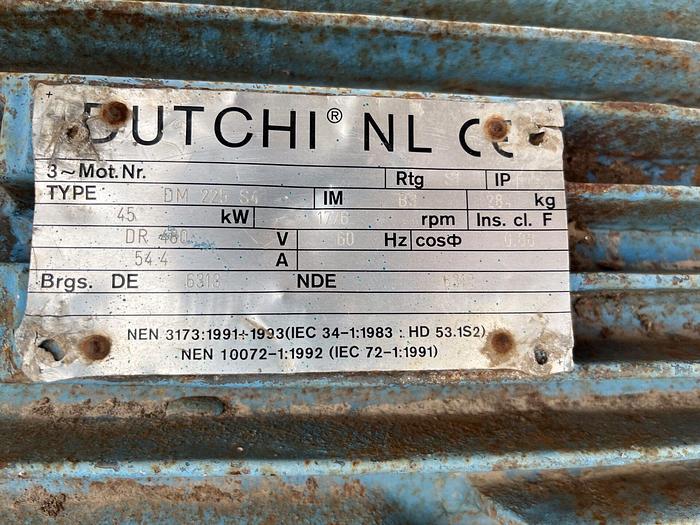 DUTCHI® NL CE
3~Mot.Nr. Rtg S1 IP
TYPE DM 225 S4 IM B3 kg
45 kW 1776 rpm Ins. cl. F
DR 480 V 60 Hz cosΦ
54.4 A
Brgs. DE 6313 NDE
NEN 3173:1991÷1993(IEC 34-1:1983 : HD 53.1S2)
NEN 10072-1:1992 (IEC 72-1:1991)